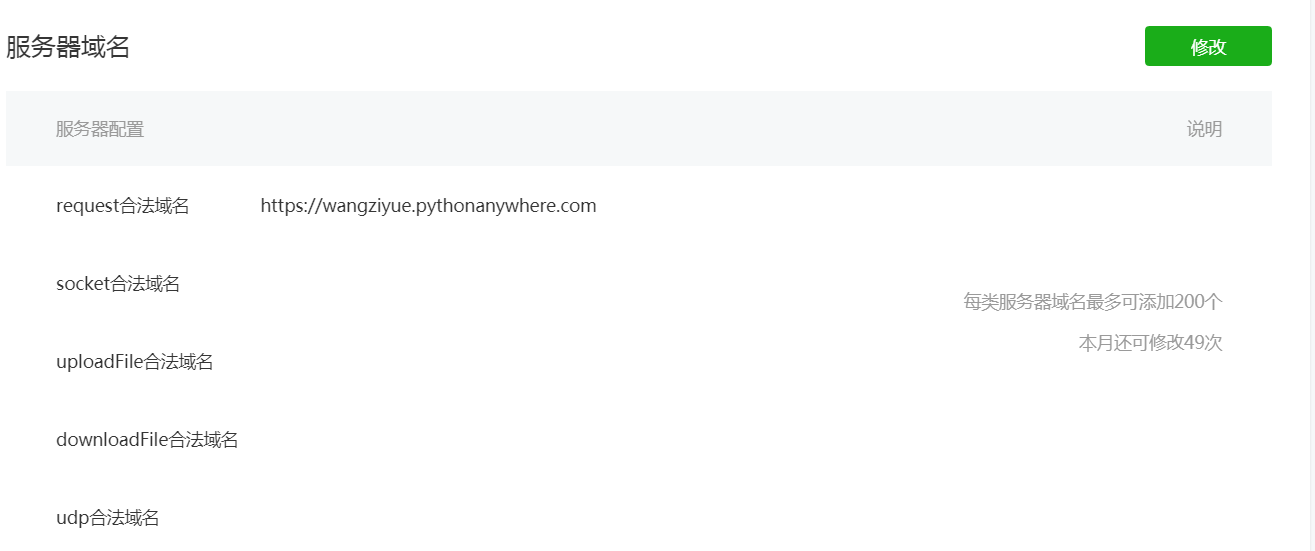 服务器域名
修改
服务器配置
说明
request合法域名
https://wangziyue.pythonanywhere.com
socket合法域名
每类服务器域名最多可添加200个
本月还可修改49次
uploadFile合法域名
downloadFile合法域名
udp合法域名